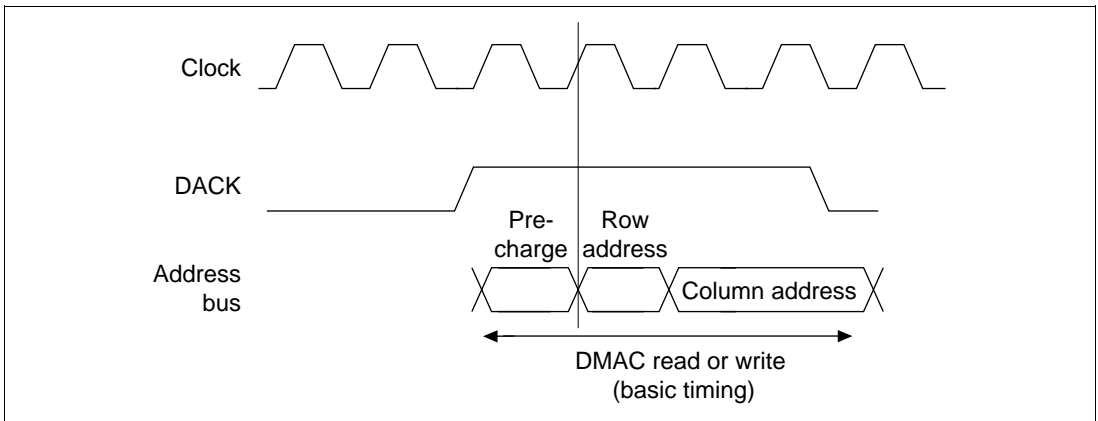 Clock
DACK
Pre-
charge
Row
address
Address
bus
Column address
DMAC read or write
(basic timing)